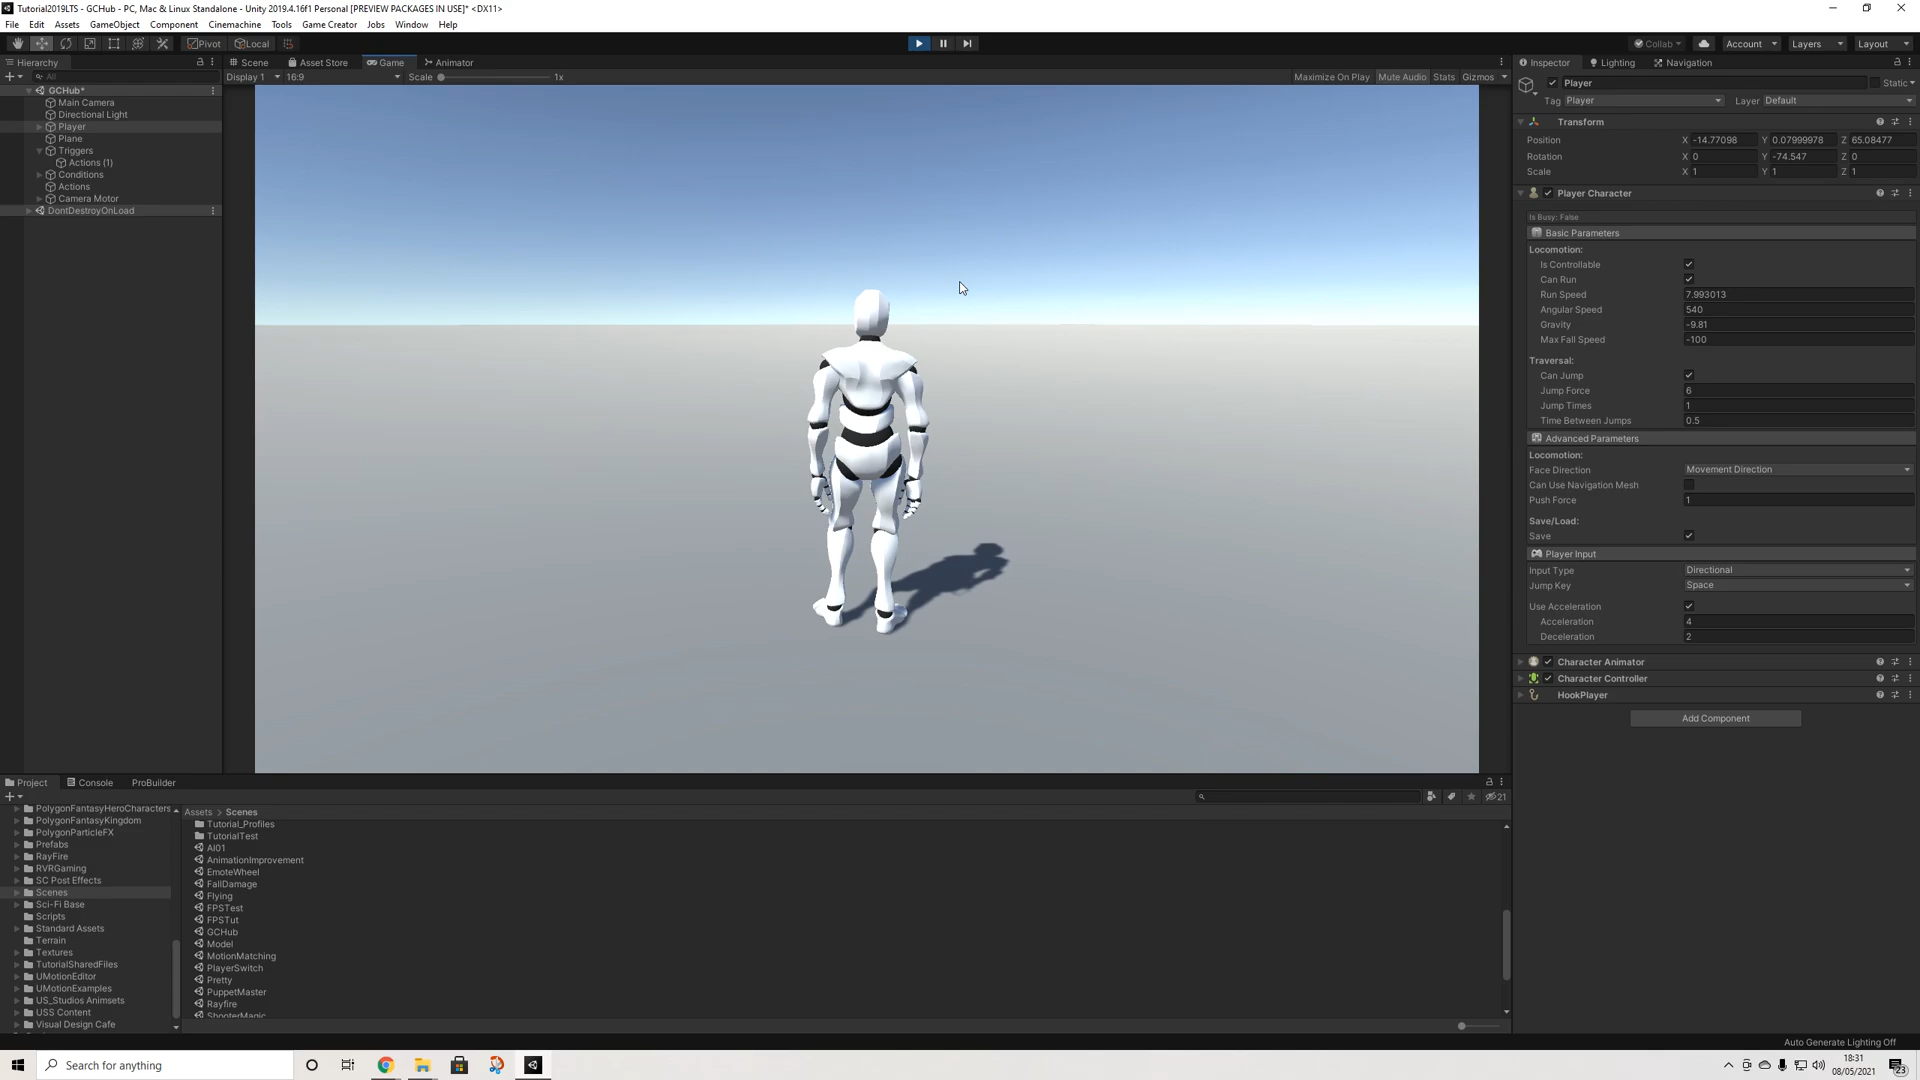 Tutorial2019LTS - GCHub - PC, Mac & Linux Standalone - Unity 2019.4.16f1 Personal [PREVIEW PACKAGES IN USE]* <DX11>
File Edit Assets GameObject Component Cinemachine Tools Game Creator Jobs Window Help
Pivot Local Collab Account Layers Layout
Hierarchy
All
GCHub*
Main Camera
Directional Light
Player
Plane
Triggers
Actions (1)
Conditions
Actions
Camera Motor
DontDestroyOnLoad
Scene Asset Store Game Animator
Display 1 16:9 Scale 1x Maximize On Play Mute Audio Stats Gizmos
Inspector Lighting Navigation
Player Static
Tag Player Layer Default
Transform
Position X -14.77098 Y 0.07999978 Z 65.08477
Rotation X 0 Y -74.547 Z 0
Scale X 1 Y 1 Z 1
Player Character
Is Busy: False
Basic Parameters
Locomotion:
Is Controllable
Can Run
Run Speed 7.993013
Angular Speed 540
Gravity -9.81
Max Fall Speed -100
Traversal:
Can Jump
Jump Force 6
Jump Times 1
Time Between Jumps 0.5
Advanced Parameters
Locomotion:
Face Direction Movement Direction
Can Use Navigation Mesh
Push Force 1
Save/Load:
Save
Player Input
Input Type Directional
Jump Key Space
Use Acceleration
Acceleration 4
Deceleration 2
Character Animator
Character Controller
HookPlayer
Add Component
Project Console ProBuilder
21
PolygonFantasyHeroCharacters
PolygonFantasyKingdom
PolygonParticleFX
Prefabs
RayFire
RVRGaming
SC Post Effects
Scenes
Sci-Fi Base
Scripts
Standard Assets
Terrain
Textures
TutorialSharedFiles
UMotionEditor
UMotionExamples
US_Studios Animsets
USS Content
Visual Design Cafe
Assets > Scenes
Tutorial_Profiles
TutorialTest
AI01
AnimationImprovement
EmoteWheel
FallDamage
Flying
FPSTest
FPSTut
GCHub
Model
MotionMatching
PlayerSwitch
Pretty
PuppetMaster
Rayfire
ShooterMagic
Auto Generate Lighting Off
Search for anything
18:31
08/05/2021
23